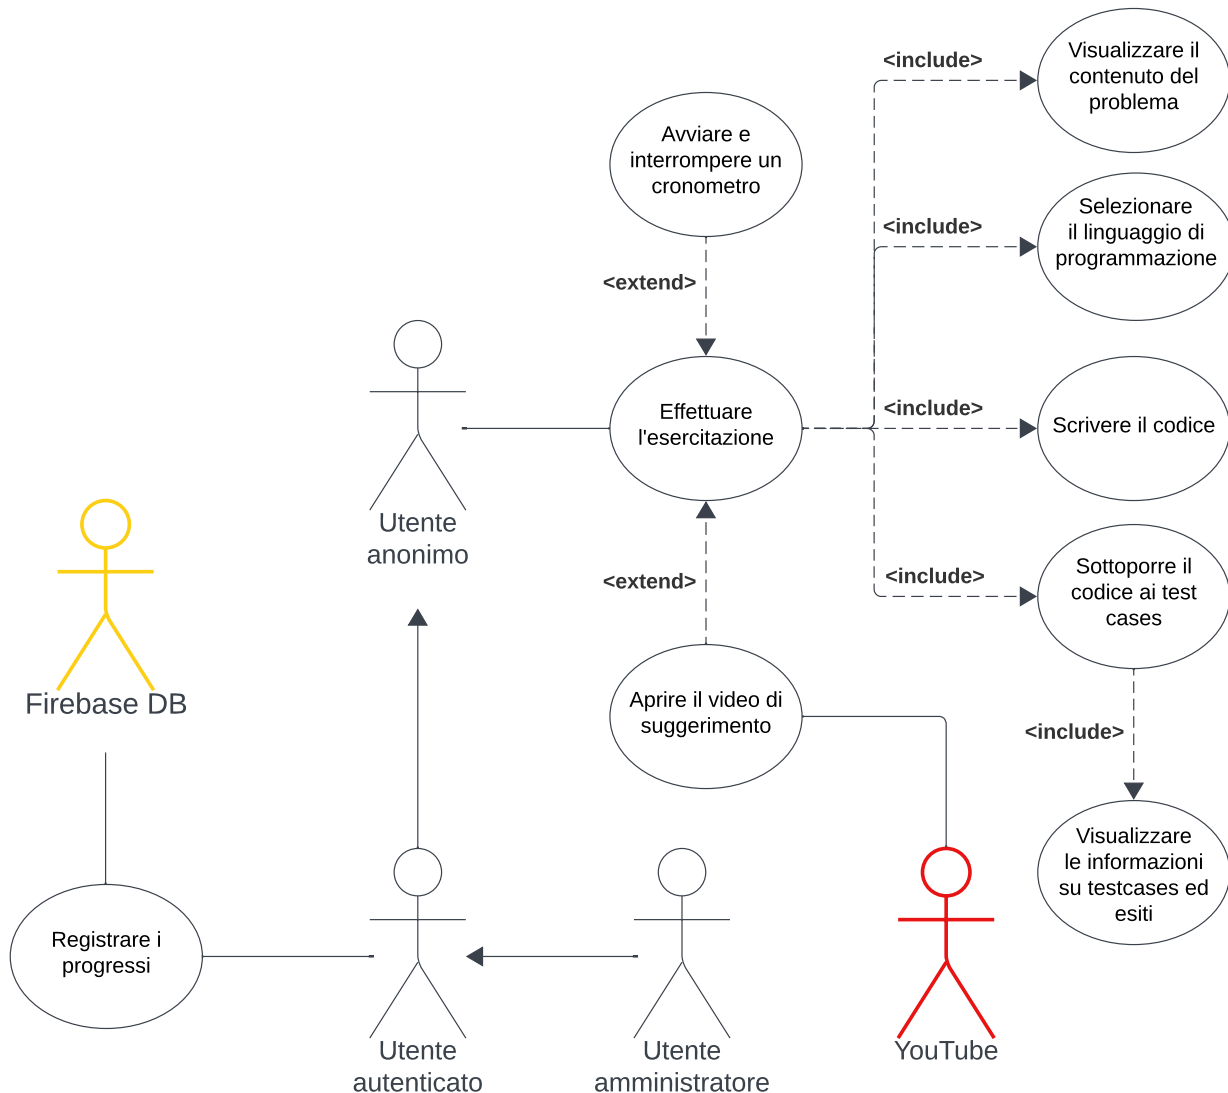 <include>
Visualizzare il
contenuto del
problema
Avviare e
interrompere un
cronometro
<include>
Selezionare
il linguaggio di
programmazione
<extend>
Effettuare
l'esercitazione
<include>
Scrivere il codice
Utente
anonimo
<extend>
<include>
Sottoporre il
codice ai test
cases
Firebase DB
Aprire il video di
suggerimento
<include>
Visualizzare
le informazioni
su testcases ed
esiti
Registrare i
progressi
Utente
autenticato
Utente
amministratore
YouTube